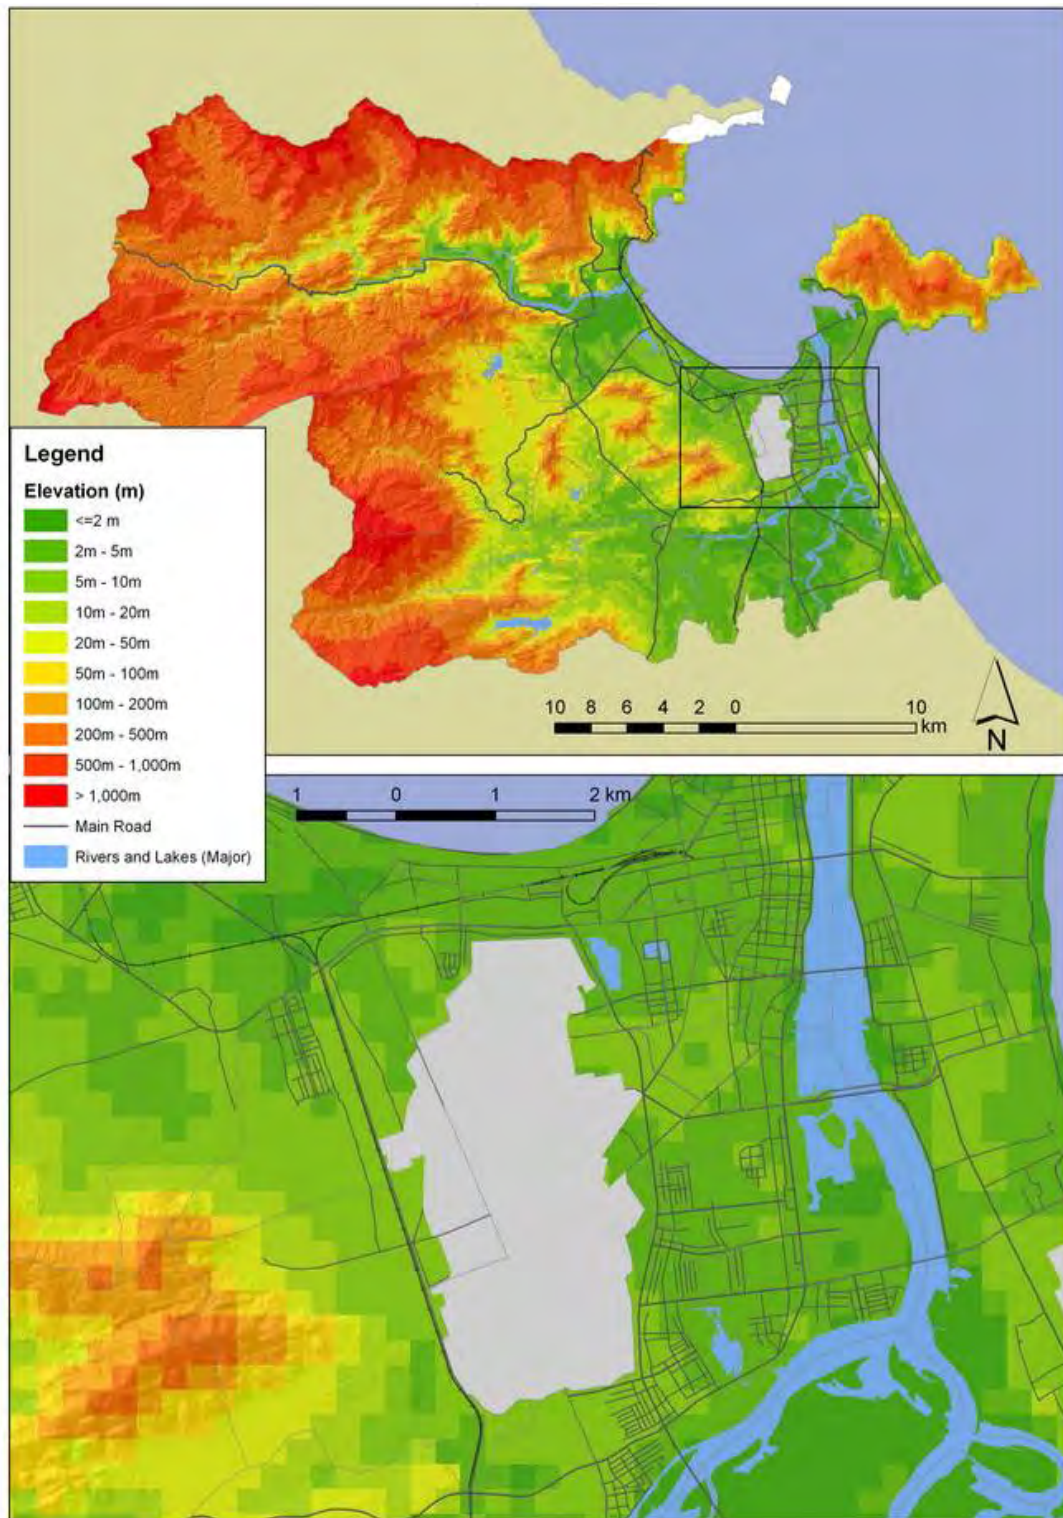 Legend
Elevation (m)
<=2 m
2m - 5m
5m - 10m
10m - 20m
20m - 50m
50m - 100m
100m - 200m
200m - 500m
500m - 1,000m
> 1,000m
Main Road
Rivers and Lakes (Major)
10 8 6 4 2 0 10
km
N
1 0 1 2 km